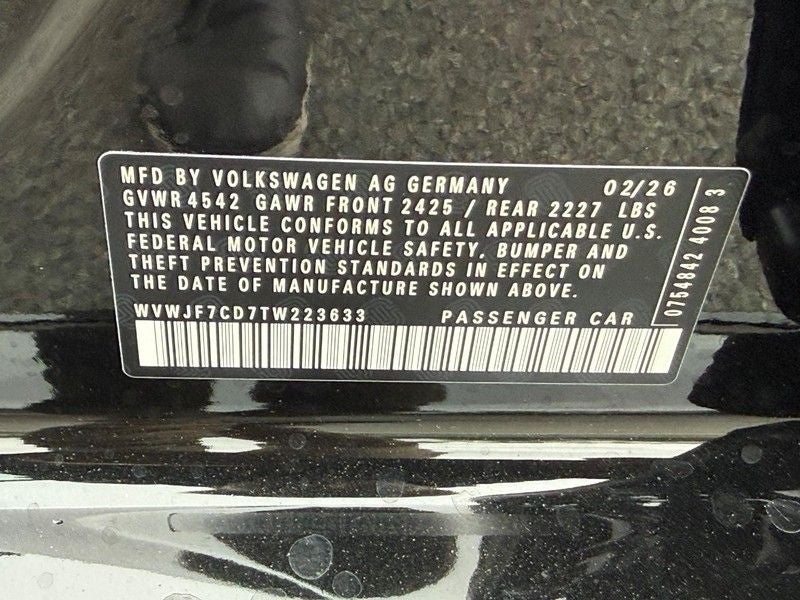 MFD BY VOLKSWAGEN AG GERMANY 02/26
GVWR 4542 GAWR FRONT 2425 / REAR 2227 LBS
THIS VEHICLE CONFORMS TO ALL APPLICABLE U.S.
FEDERAL MOTOR VEHICLE SAFETY, BUMPER AND
THEFT PREVENTION STANDARDS IN EFFECT ON
THE DATE OF MANUFACTURE SHOWN ABOVE.
WVWJF7CD7TW223633 PASSENGER CAR
0754842 4008 3